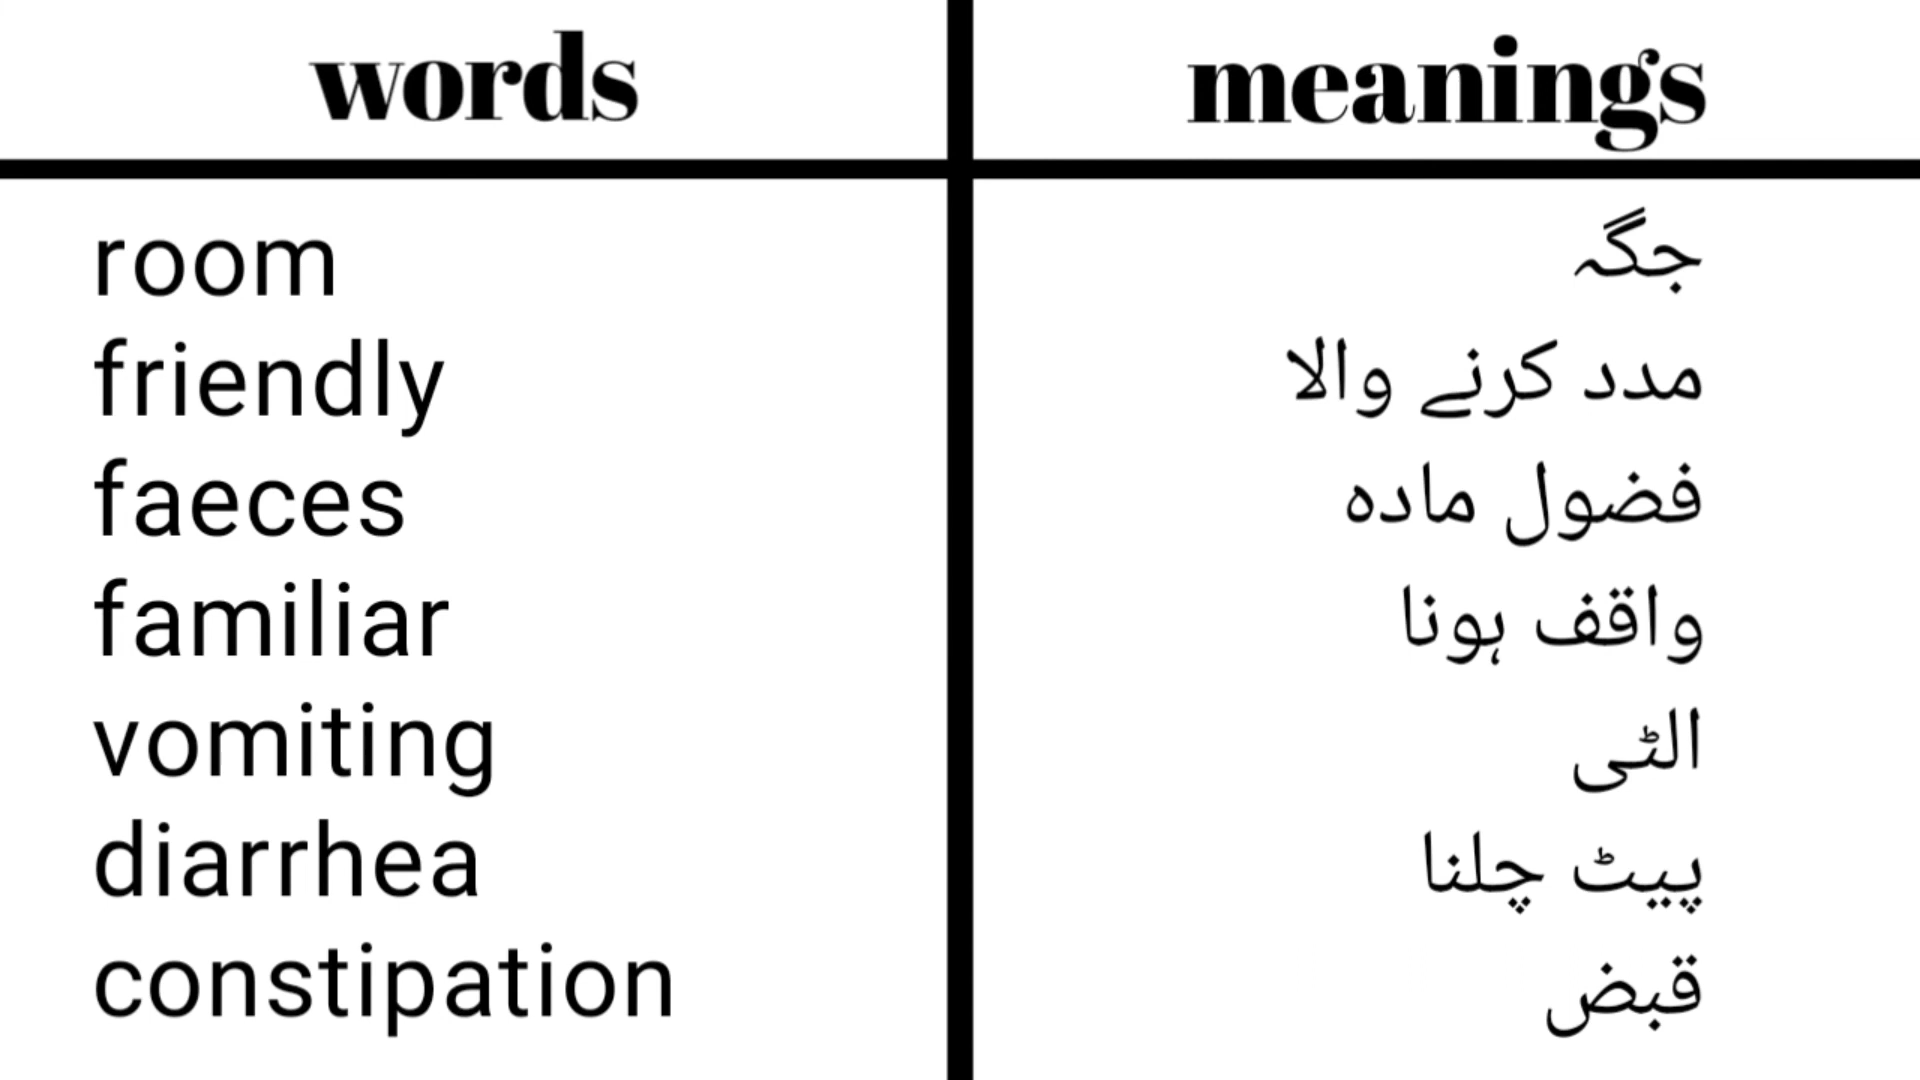 words meanings
room جگہ
friendly مدد کرنے والا
faeces فضول مادہ
familiar واقف ہونا
vomiting الٹی
diarrhea پیٹ چلنا
constipation قبض